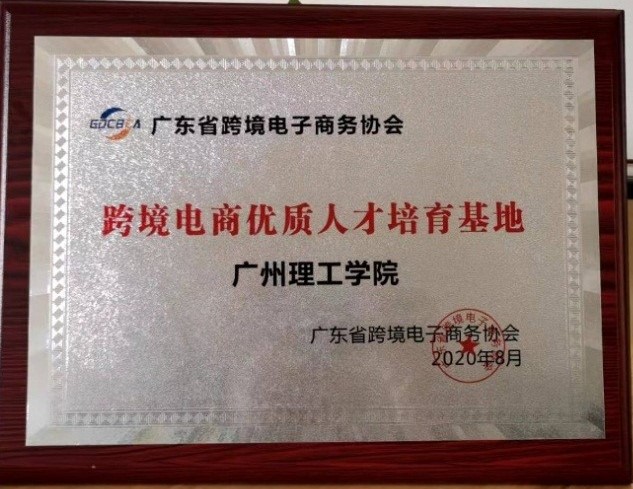 GDCBEA 广东省跨境电子商务协会
跨境电商优质人才培育基地
广州理工学院
广东省跨境电子商务协会
2020年8月